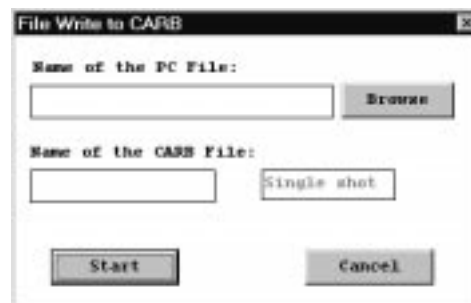 File Write to CARB
Name of the PC File:
Browse
Name of the CARB File:
Single shot
Start
Cancel